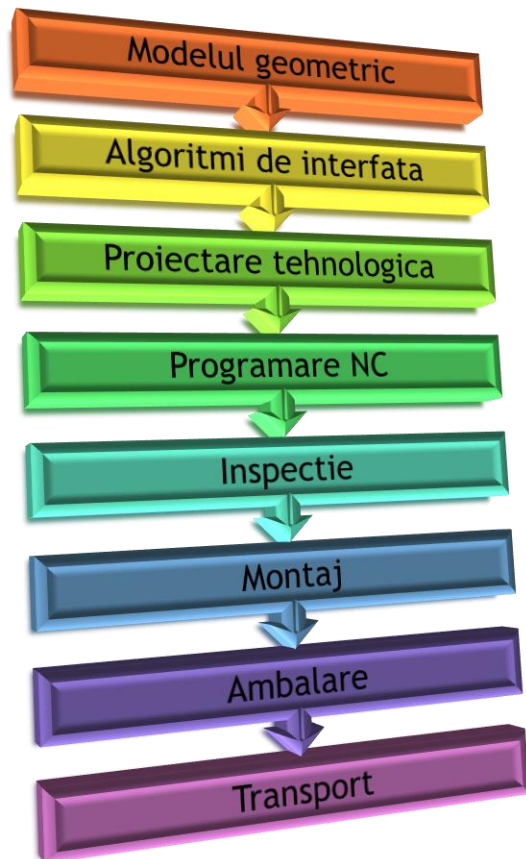 Modelul geometric
Algoritmi de interfata
Proiectare tehnologica
Programare NC
Inspectie
Montaj
Ambalare
Transport